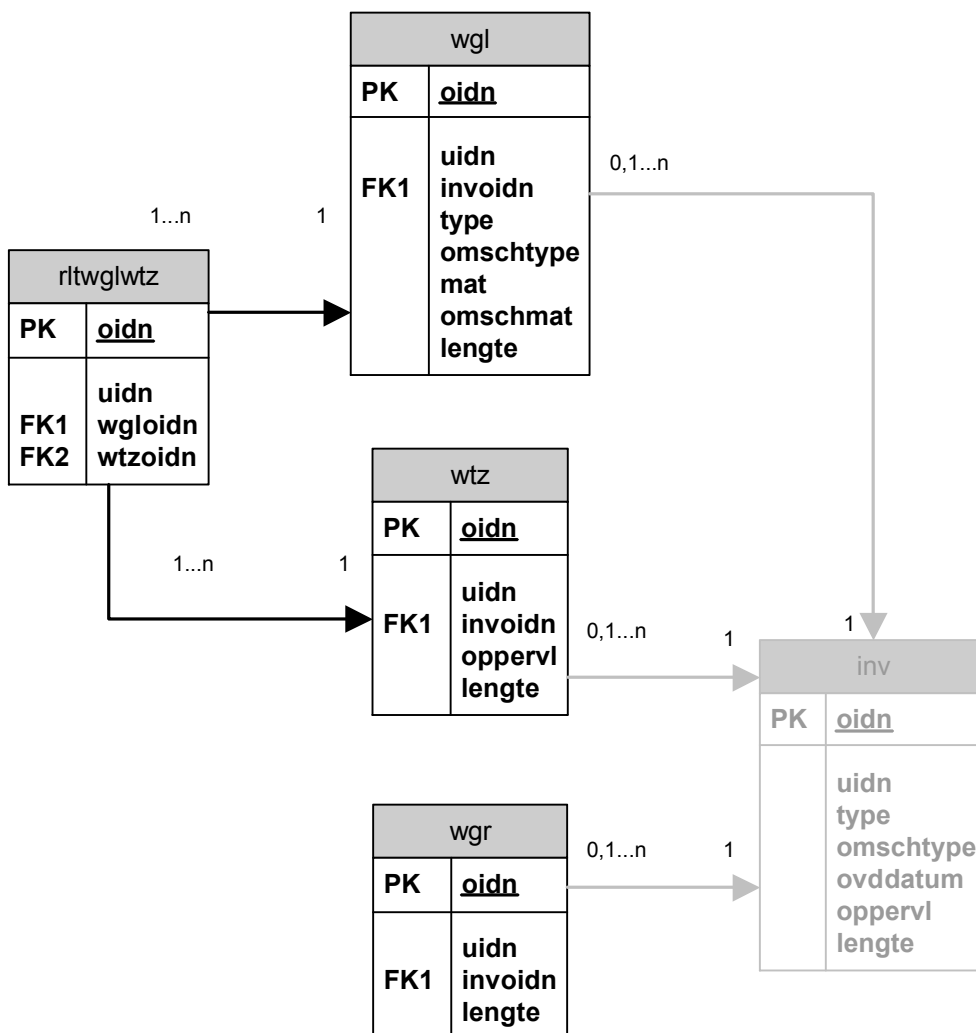 wgl
PK oidn
uidn
FK1 invoidn
type
omschtype
mat
omschmat
lengte
0,1...n
1...n 1
rltwglwtz
PK oidn
uidn
FK1 wgloidn
FK2 wtzoidn
wtz
PK oidn
uidn
FK1 invoidn
oppervl
lengte
1...n 1
0,1...n 1
1
inv
PK oidn
uidn
type
omschtype
ovddatum
oppervl
lengte
wgr
PK oidn
uidn
FK1 invoidn
lengte
0,1...n 1